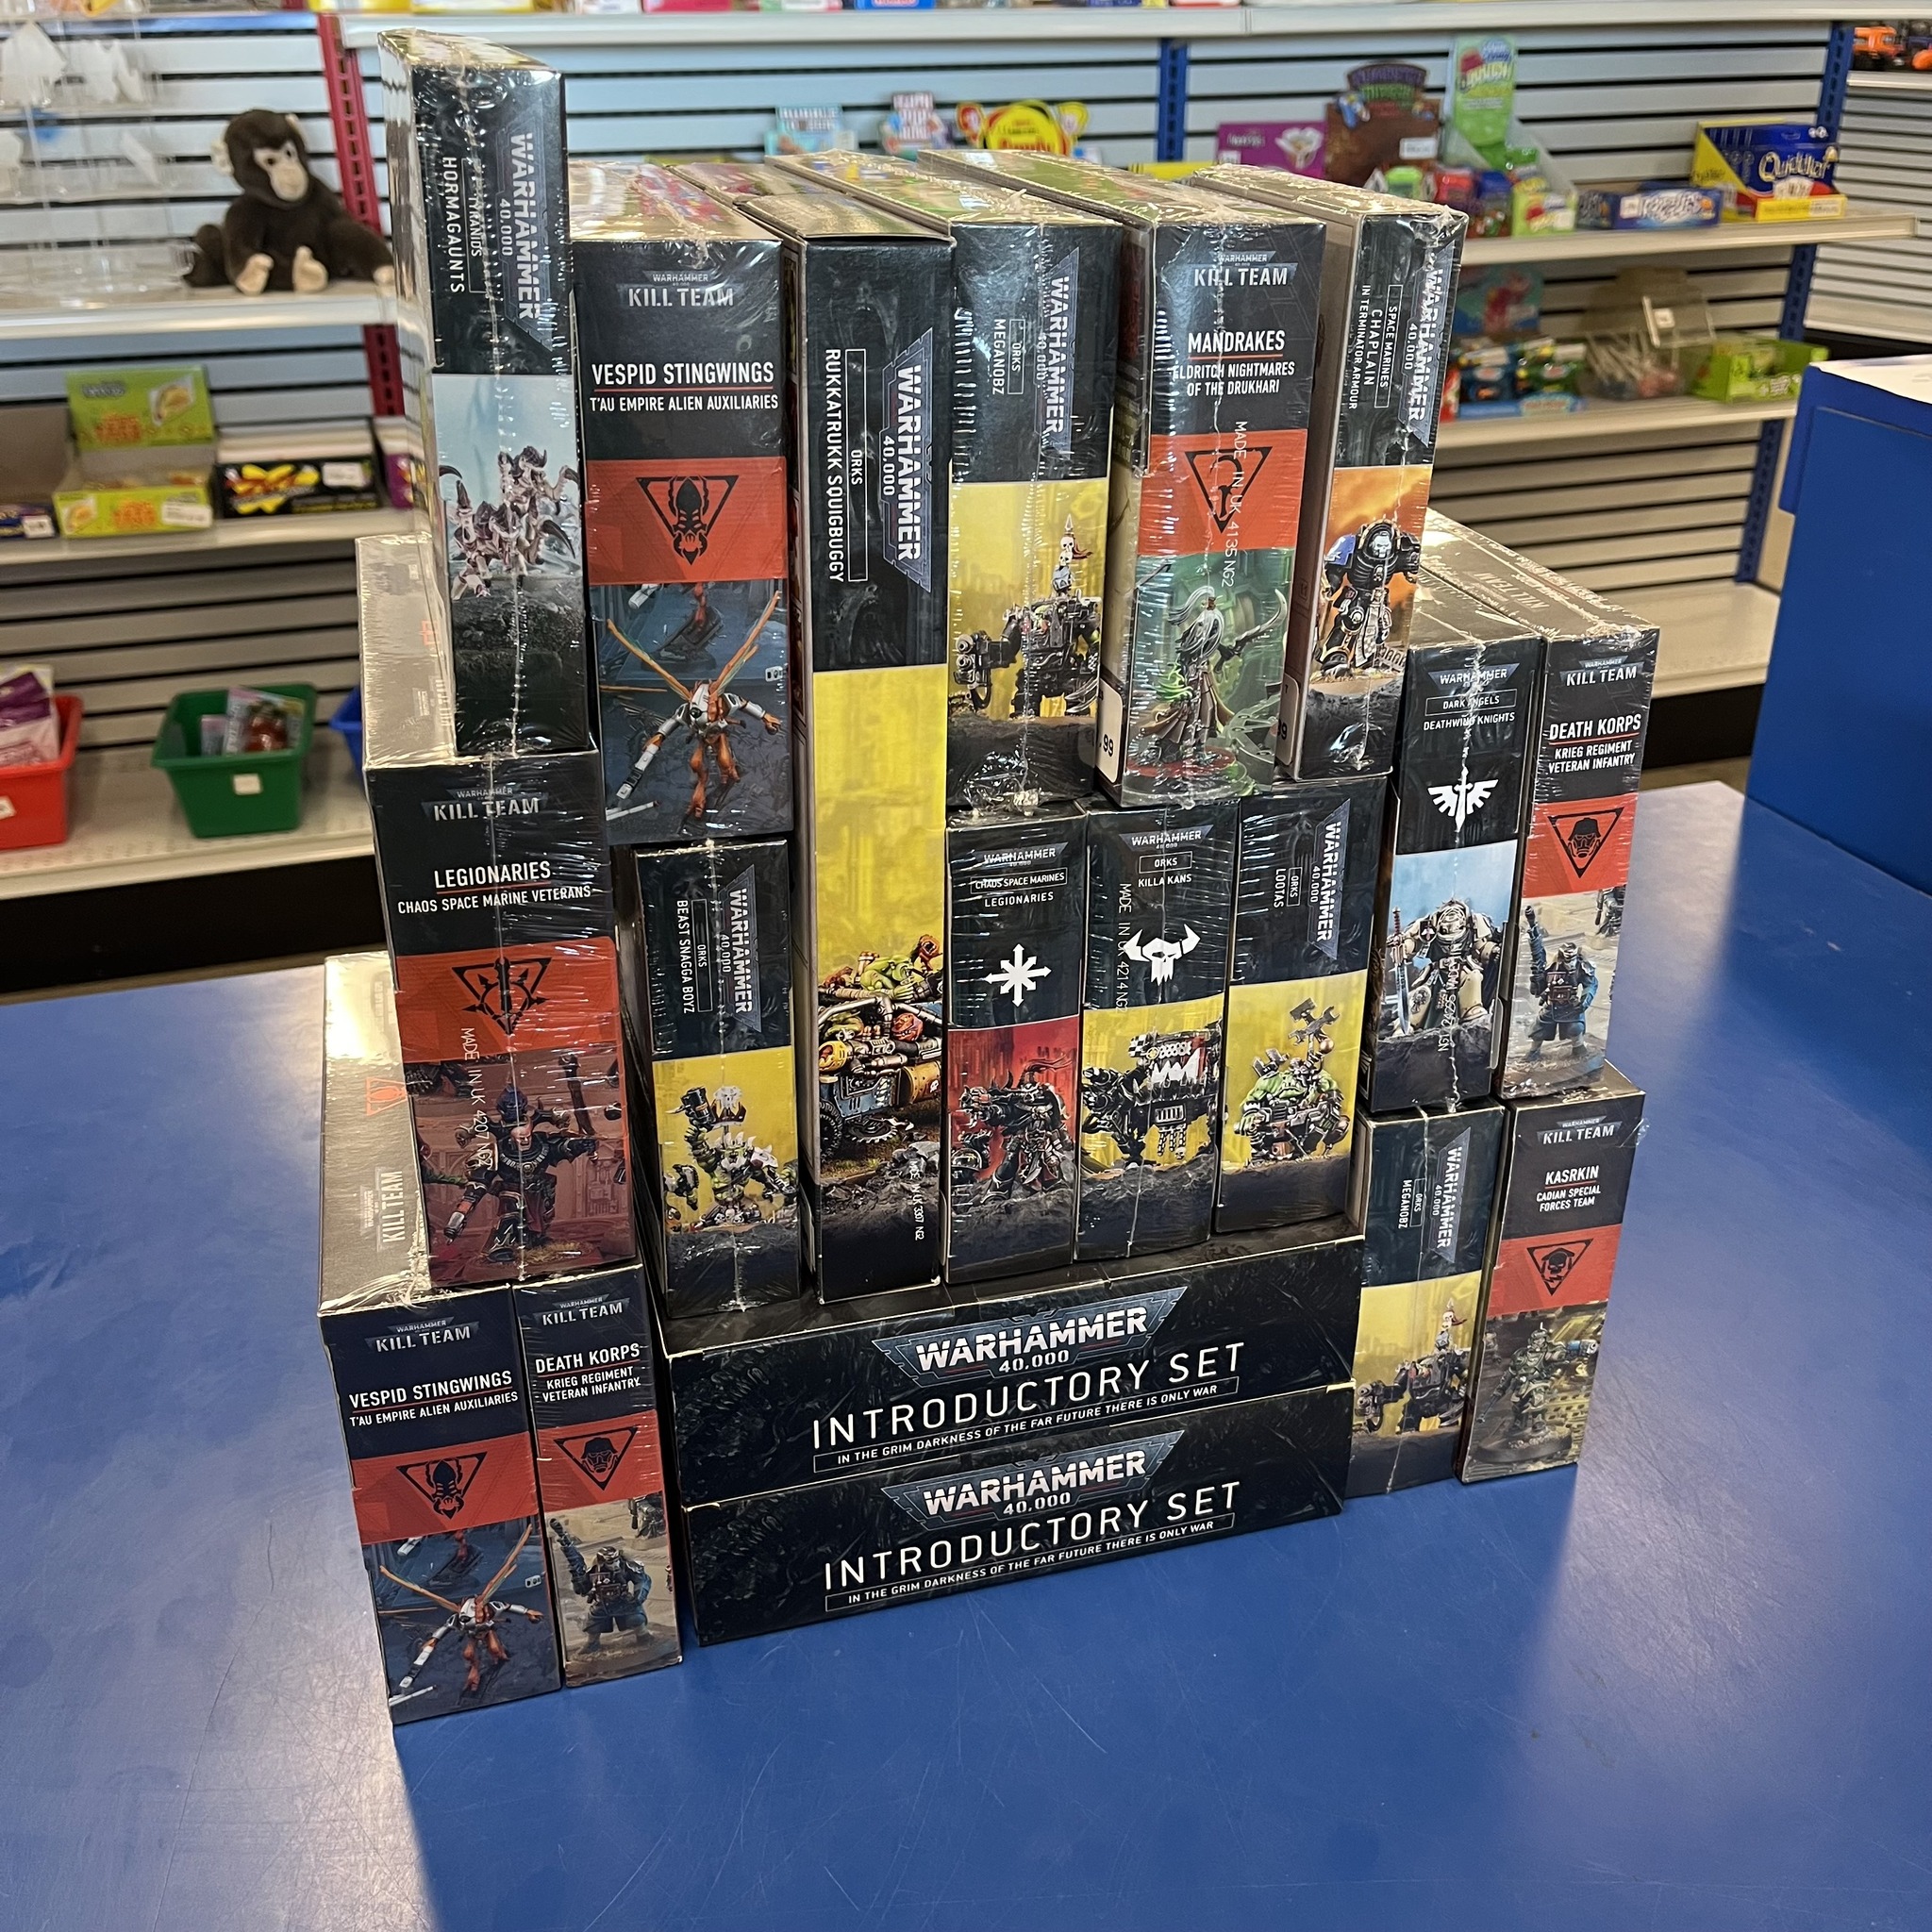 WARHAMMER
40,000
TYRANIDS
HORMAGAUNTS
WARHAMMER
KILL TEAM
VESPID STINGWINGS
T'AU EMPIRE ALIEN AUXILIARIES
WARHAMMER
40,000
ORKS
RUKKATRUKK SQUIGBUGGY
WARHAMMER
40,000
ORKS
MEGANOBZ
WARHAMMER
KILL TEAM
MANDRAKES
ELDRITCH NIGHTMARES
OF THE DRUKHARI
MADE IN UK 4135 NG2
.99
WARHAMMER
40,000
SPACE MARINES
CHAPLAIN
IN TERMINATOR ARMOUR
99
Quiddler
WARHAMMER
KILL TEAM
LEGIONARIES
CHAOS SPACE MARINE VETERANS
MADE IN UK 4207 NG2
WARHAMMER
40,000
ORKS
BEAST SNAGGA BOYZ
WARHAMMER
40,000
CHAOS SPACE MARINES
LEGIONARIES
WARHAMMER
40,000
ORKS
KILLA KANS
MADE IN UK 4214
WARHAMMER
40,000
ORKS
LOOTAS
WARHAMMER
DARK ANGELS
DEATHWING KNIGHTS
WARHAMMER
KILL TEAM
DEATH KORPS
KRIEG REGIMENT
VETERAN INFANTRY
KILL TEAM
WARHAMMER
KILL TEAM
VESPID STINGWINGS
T'AU EMPIRE ALIEN AUXILIARIES
WARHAMMER
KILL TEAM
DEATH KORPS
KRIEG REGIMENT
VETERAN INFANTRY
WARHAMMER
40,000
INTRODUCTORY SET
IN THE GRIM DARKNESS OF THE FAR FUTURE THERE IS ONLY WAR
WARHAMMER
40,000
INTRODUCTORY SET
IN THE GRIM DARKNESS OF THE FAR FUTURE THERE IS ONLY WAR
WARHAMMER
40,000
ORKS
MEGANOBZ
WARHAMMER
KILL TEAM
KASRKIN
CADIAN SPECIAL
FORCES TEAM